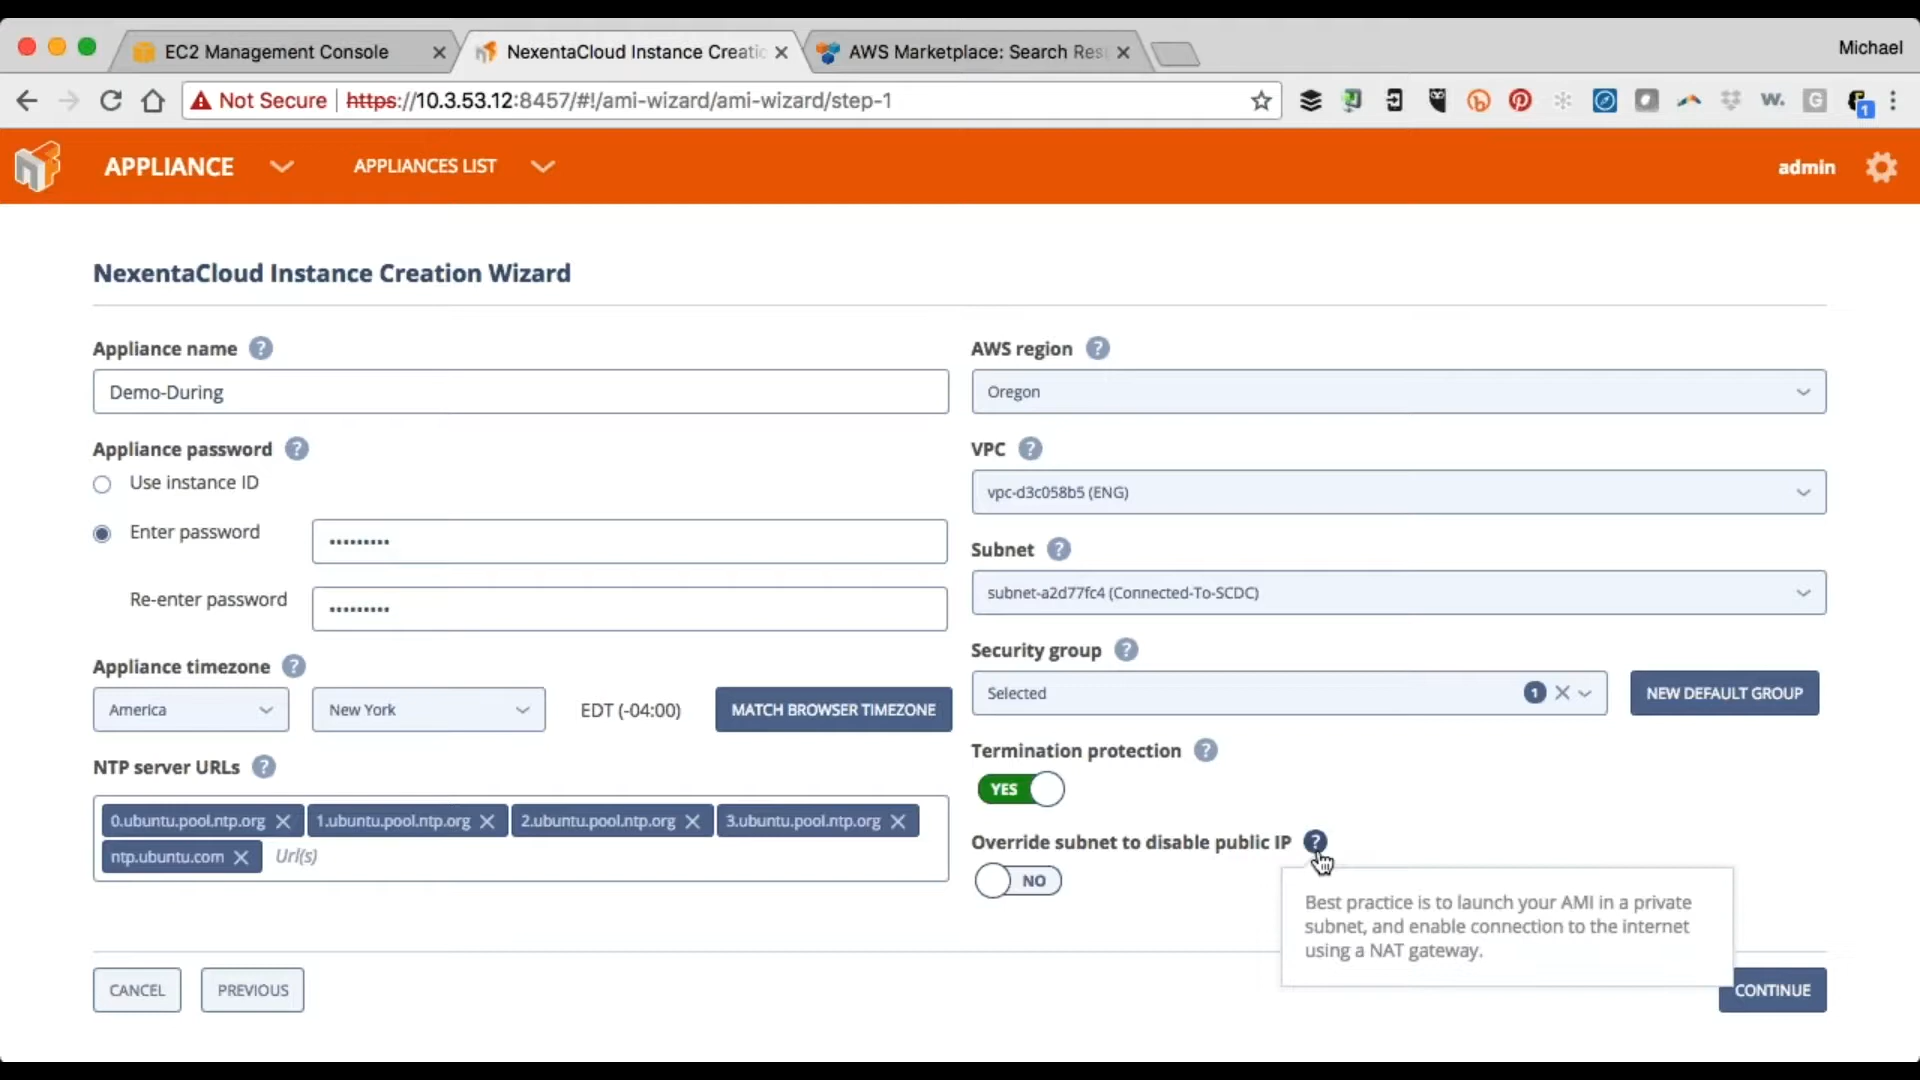 EC2 Management Console
NexentaCloud Instance Creatio
AWS Marketplace: Search Res
Michael
Not Secure | https://10.3.53.12:8457/#!/ami-wizard/ami-wizard/step-1
W.
G
1
APPLIANCE
APPLIANCES LIST
admin
NexentaCloud Instance Creation Wizard
Appliance name ?
Demo-During
Appliance password ?
Use instance ID
Enter password
•••••••••
Re-enter password
•••••••••
Appliance timezone ?
America
New York
EDT (-04:00)
MATCH BROWSER TIMEZONE
NTP server URLs ?
0.ubuntu.pool.ntp.org
1.ubuntu.pool.ntp.org
2.ubuntu.pool.ntp.org
3.ubuntu.pool.ntp.org
ntp.ubuntu.com
Url(s)
AWS region ?
Oregon
VPC ?
vpc-d3c058b5 (ENG)
Subnet ?
subnet-a2d77fc4 (Connected-To-SCDC)
Security group ?
Selected
1
NEW DEFAULT GROUP
Termination protection ?
YES
Override subnet to disable public IP ?
NO
Best practice is to launch your AMI in a private
subnet, and enable connection to the internet
using a NAT gateway.
CANCEL
PREVIOUS
CONTINUE